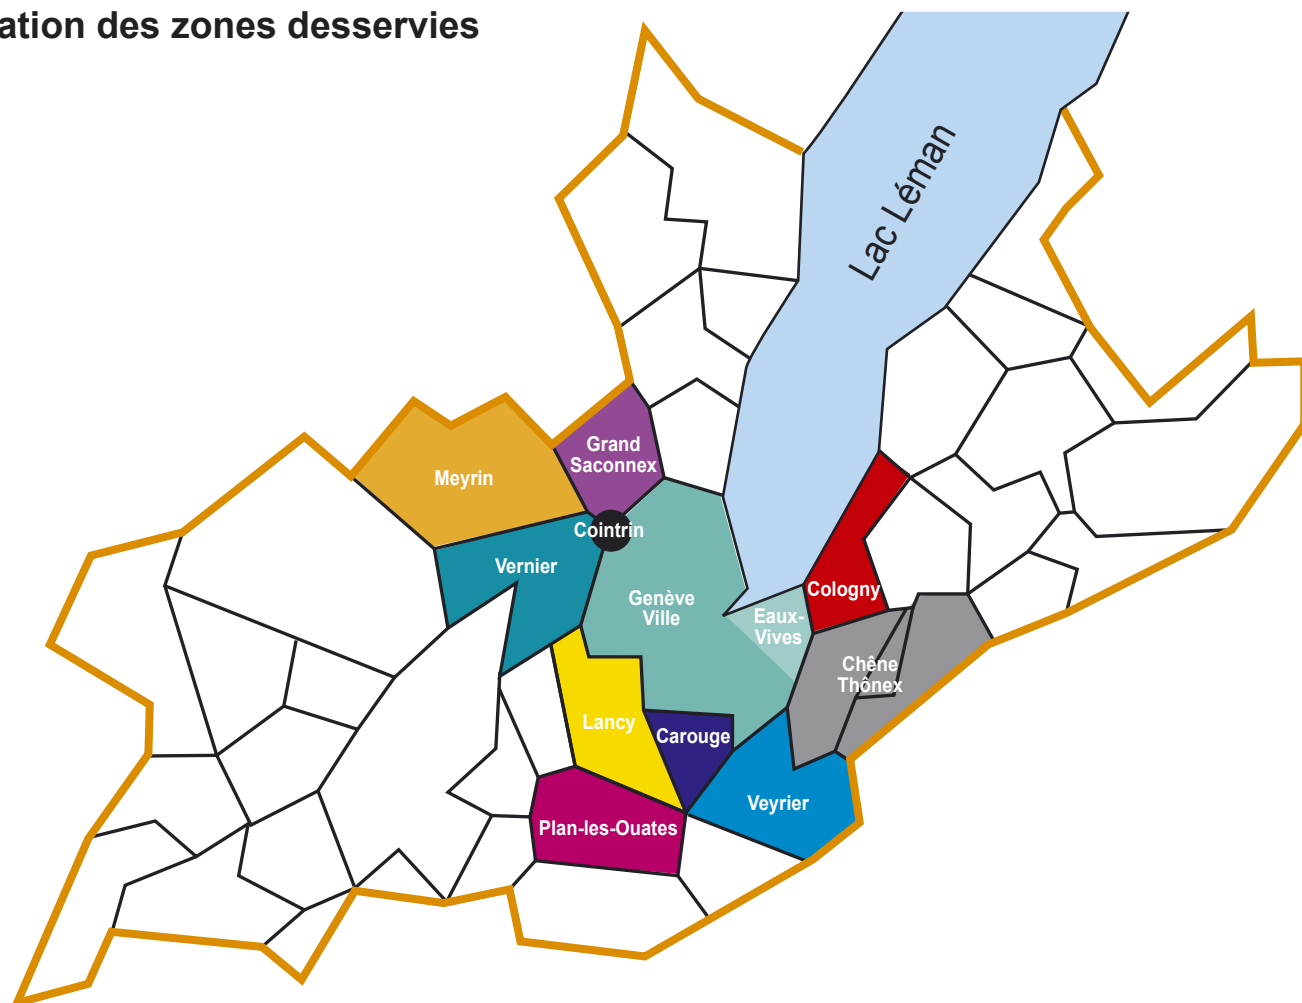 ation des zones desservies
Lac Léman
Grand
Saconnex
Meyrin
Cointrin
Vernier
Genève
Ville
Cologny
Eaux-
Vives
Chêne
Thônex
Lancy
Carouge
Veyrier
Plan-les-Ouates